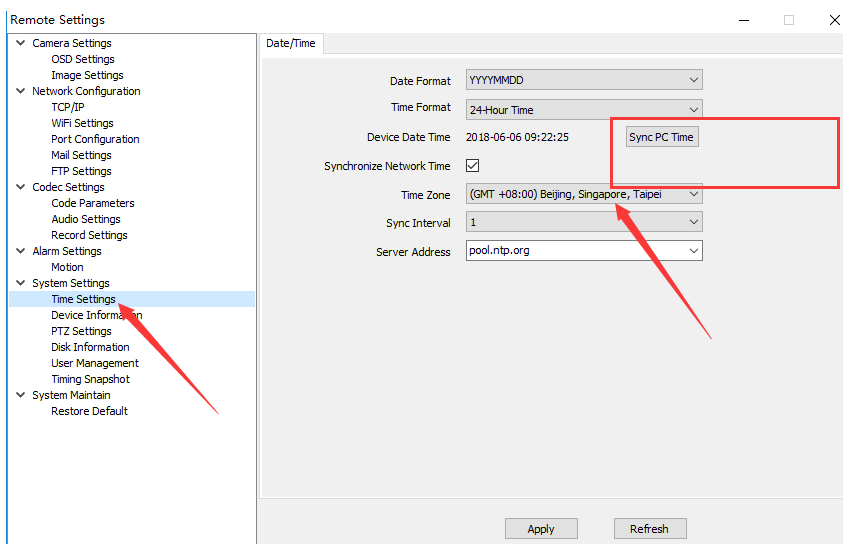 Remote Settings
Camera Settings
OSD Settings
Image Settings
Network Configuration
TCP/IP
WiFi Settings
Port Configuration
Mail Settings
FTP Settings
Codec Settings
Code Parameters
Audio Settings
Record Settings
Alarm Settings
Motion
System Settings
Time Settings
Device Information
PTZ Settings
Disk Information
User Management
Timing Snapshot
System Maintain
Restore Default
Date/Time
Date Format YYYYMMDD
Time Format 24-Hour Time
Device Date Time 2018-06-06 09:22:25 Sync PC Time
Synchronize Network Time
Time Zone (GMT +08:00) Beijing, Singapore, Taipei
Sync Interval 1
Server Address pool.ntp.org
Apply Refresh